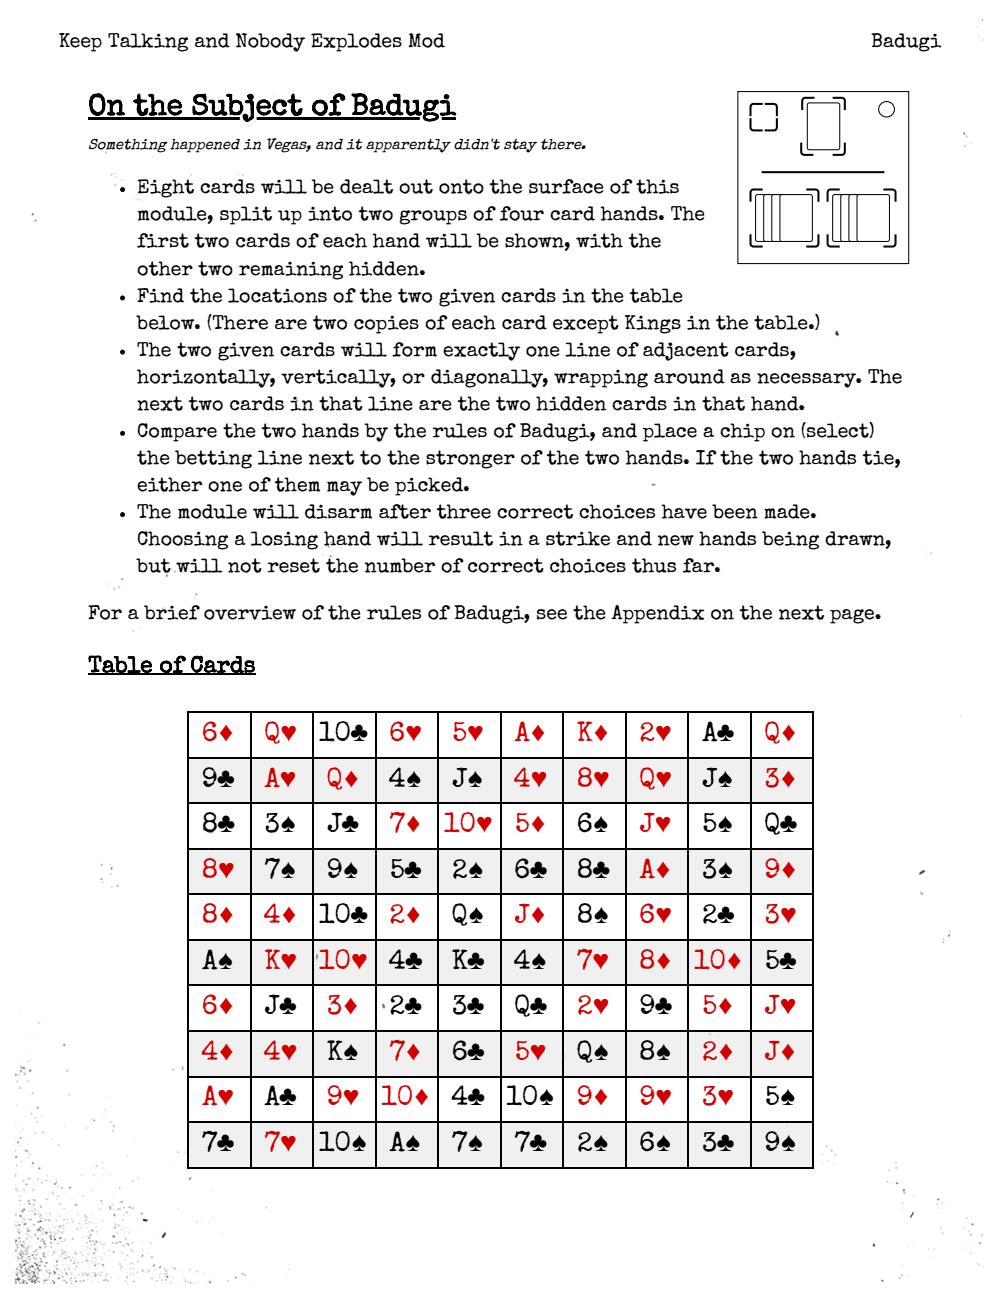 Keep Talking and Nobody Explodes Mod Badugi
On the Subject of Badugi
Something happened in Vegas, and it apparently didn't stay there.
• Eight cards will be dealt out onto the surface of this
module, split up into two groups of four card hands. The
first two cards of each hand will be shown, with the
other two remaining hidden.
• Find the locations of the two given cards in the table
below. (There are two copies of each card except Kings in the table.)
• The two given cards will form exactly one line of adjacent cards,
horizontally, vertically, or diagonally, wrapping around as necessary. The
next two cards in that line are the two hidden cards in that hand.
• Compare the two hands by the rules of Badugi, and place a chip on (select)
the betting line next to the stronger of the two hands. If the two hands tie,
either one of them may be picked.
• The module will disarm after three correct choices have been made.
Choosing a losing hand will result in a strike and new hands being drawn,
but will not reset the number of correct choices thus far.
For a brief overview of the rules of Badugi, see the Appendix on the next page.
Table of Cards
6♦ Q♥ 10♣ 6♥ 5♥ A♦ K♦ 2♥ A♣ Q♦
9♣ A♥ Q♦ 4♠ J♠ 4♥ 8♥ Q♥ J♠ 3♦
8♣ 3♠ J♣ 7♦ 10♥ 5♦ 6♠ J♥ 5♠ Q♣
8♥ 7♠ 9♠ 5♣ 2♠ 6♣ 8♣ A♦ 3♠ 9♦
8♦ 4♦ 10♣ 2♦ Q♠ J♦ 8♠ 6♥ 2♣ 3♥
A♠ K♥ 10♥ 4♣ K♣ 4♠ 7♥ 8♦ 10♦ 5♣
6♦ J♣ 3♦ 2♣ 3♣ Q♣ 2♥ 9♣ 5♦ J♥
4♦ 4♥ K♠ 7♦ 6♣ 5♥ Q♠ 8♠ 2♦ J♦
A♥ A♣ 9♥ 10♦ 4♣ 10♠ 9♦ 9♥ 3♥ 5♠
7♣ 7♥ 10♠ A♠ 7♠ 7♣ 2♠ 6♠ 3♣ 9♠